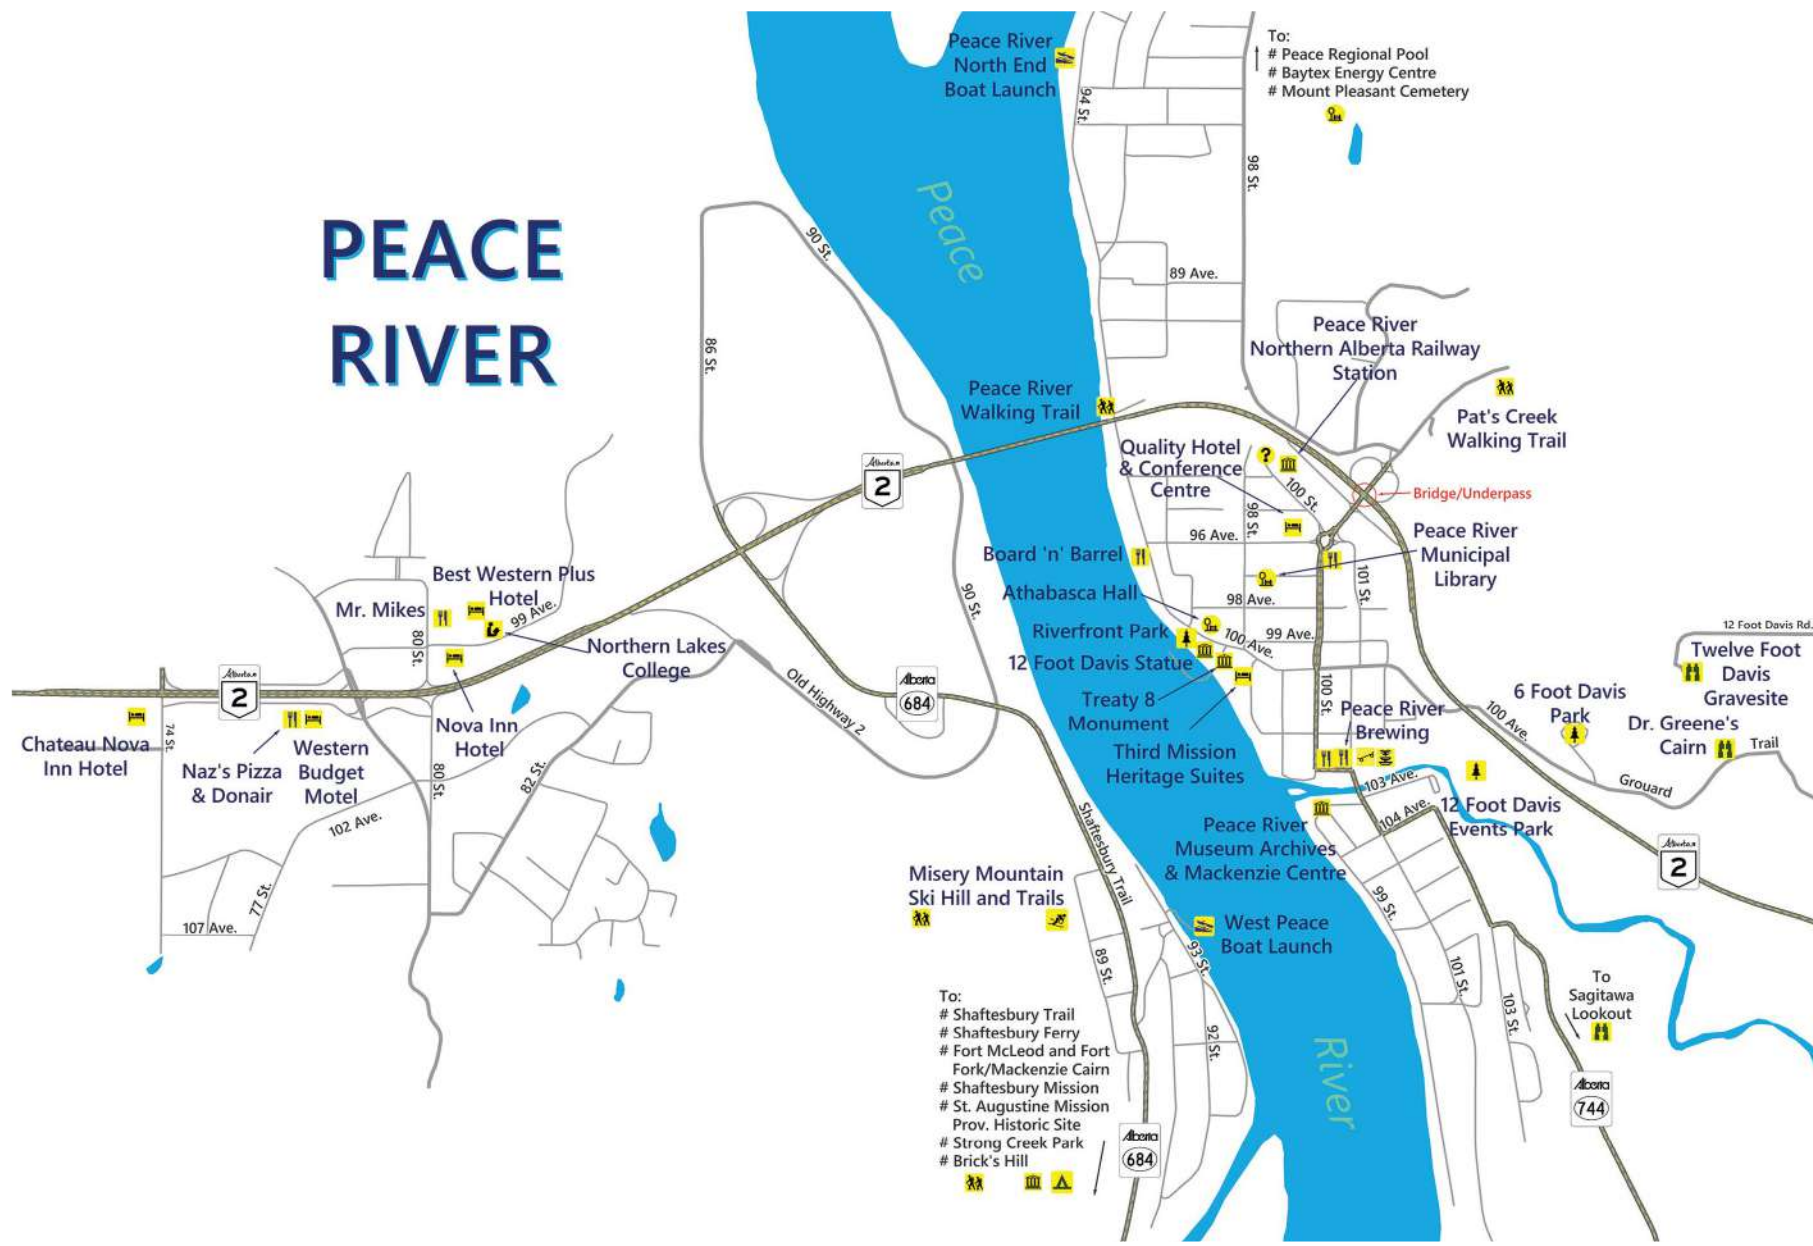 PEACE
RIVER
Peace River
North End
Boat Launch
94 St.
To:
# Peace Regional Pool
# Baytex Energy Centre
# Mount Pleasant Cemetery
98 St.
Peace
90 St.
89 Ave.
86 St.
Peace River
Northern Alberta Railway
Station
Peace River
Walking Trail
Pat's Creek
Walking Trail
Quality Hotel
& Conference
Centre
?
100 St.
Bridge/Underpass
Alberta
2
98 St.
96 Ave.
Peace River
Municipal
Library
Board 'n' Barrel
101 St.
Athabasca Hall
98 Ave.
90 St.
Best Western Plus
Hotel
99 Ave.
Mr. Mikes
80 St.
Northern Lakes
College
Riverfront Park
100 Ave.
99 Ave.
12 Foot Davis Statue
12 Foot Davis Rd.
Twelve Foot
Davis
Gravesite
Alberta
2
Old Highway 2
Alberta
684
Treaty 8
Monument
100 St.
Peace River
Brewing
100 Ave.
6 Foot Davis
Park
Dr. Greene's
Cairn
Trail
Grouard
Chateau Nova
Inn Hotel
74 St.
Naz's Pizza
& Donair
Western
Budget
Motel
Nova Inn
Hotel
80 St.
82 St.
102 Ave.
Third Mission
Heritage Suites
103 Ave.
104 Ave.
12 Foot Davis
Events Park
Shaftesbury Trail
Peace River
Museum Archives
& Mackenzie Centre
Alberta
2
77 St.
107 Ave.
Misery Mountain
Ski Hill and Trails
99 St.
West Peace
Boat Launch
93 St.
89 St.
101 St.
103 St.
To
Sagitawa
Lookout
To:
# Shaftesbury Trail
# Shaftesbury Ferry
# Fort McLeod and Fort
Fork/Mackenzie Cairn
# Shaftesbury Mission
# St. Augustine Mission
Prov. Historic Site
# Strong Creek Park
# Brick's Hill
92 St.
River
Alberta
684
Alberta
744